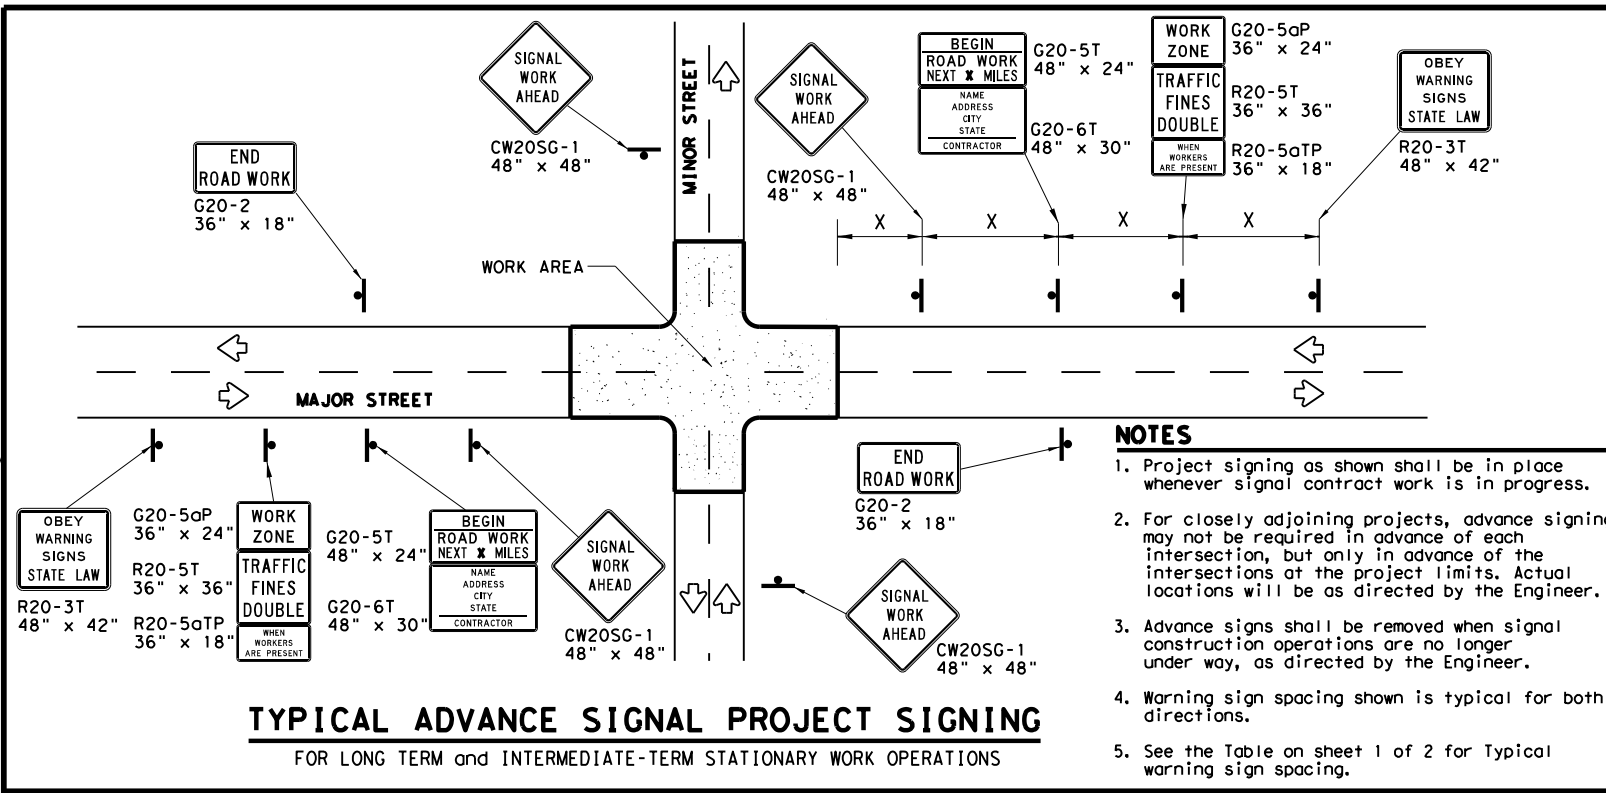 SIGNAL
WORK
AHEAD
CW20SG-1
48" x 48"
END
ROAD WORK
G20-2
36" x 18"
MINOR STREET
SIGNAL
WORK
AHEAD
CW20SG-1
48" x 48"
BEGIN
ROAD WORK
NEXT X MILES
NAME
ADDRESS
CITY
STATE
CONTRACTOR
G20-5T
48" x 24"
G20-6T
48" x 30"
WORK
ZONE
TRAFFIC
FINES
DOUBLE
WHEN
WORKERS
ARE PRESENT
G20-5aP
36" x 24"
R20-5T
36" x 36"
R20-5aTP
36" x 18"
OBEY
WARNING
SIGNS
STATE LAW
R20-3T
48" x 42"
X
X
X
X
WORK AREA
MAJOR STREET
OBEY
WARNING
SIGNS
STATE LAW
R20-3T
48" x 42"
G20-5aP
36" x 24"
R20-5T
36" x 36"
R20-5aTP
36" x 18"
WORK
ZONE
TRAFFIC
FINES
DOUBLE
WHEN
WORKERS
ARE PRESENT
G20-5T
48" x 24"
G20-6T
48" x 30"
BEGIN
ROAD WORK
NEXT X MILES
NAME
ADDRESS
CITY
STATE
CONTRACTOR
SIGNAL
WORK
AHEAD
CW20SG-1
48" x 48"
END
ROAD WORK
G20-2
36" x 18"
SIGNAL
WORK
AHEAD
CW20SG-1
48" x 48"
TYPICAL ADVANCE SIGNAL PROJECT SIGNING
FOR LONG TERM and INTERMEDIATE-TERM STATIONARY WORK OPERATIONS
NOTES
1. Project signing as shown shall be in place
whenever signal contract work is in progress.
2. For closely adjoining projects, advance signing
may not be required in advance of each
intersection, but only in advance of the
intersections at the project limits. Actual
locations will be as directed by the Engineer.
3. Advance signs shall be removed when signal
construction operations are no longer
under way, as directed by the Engineer.
4. Warning sign spacing shown is typical for both
directions.
5. See the Table on sheet 1 of 2 for Typical
warning sign spacing.